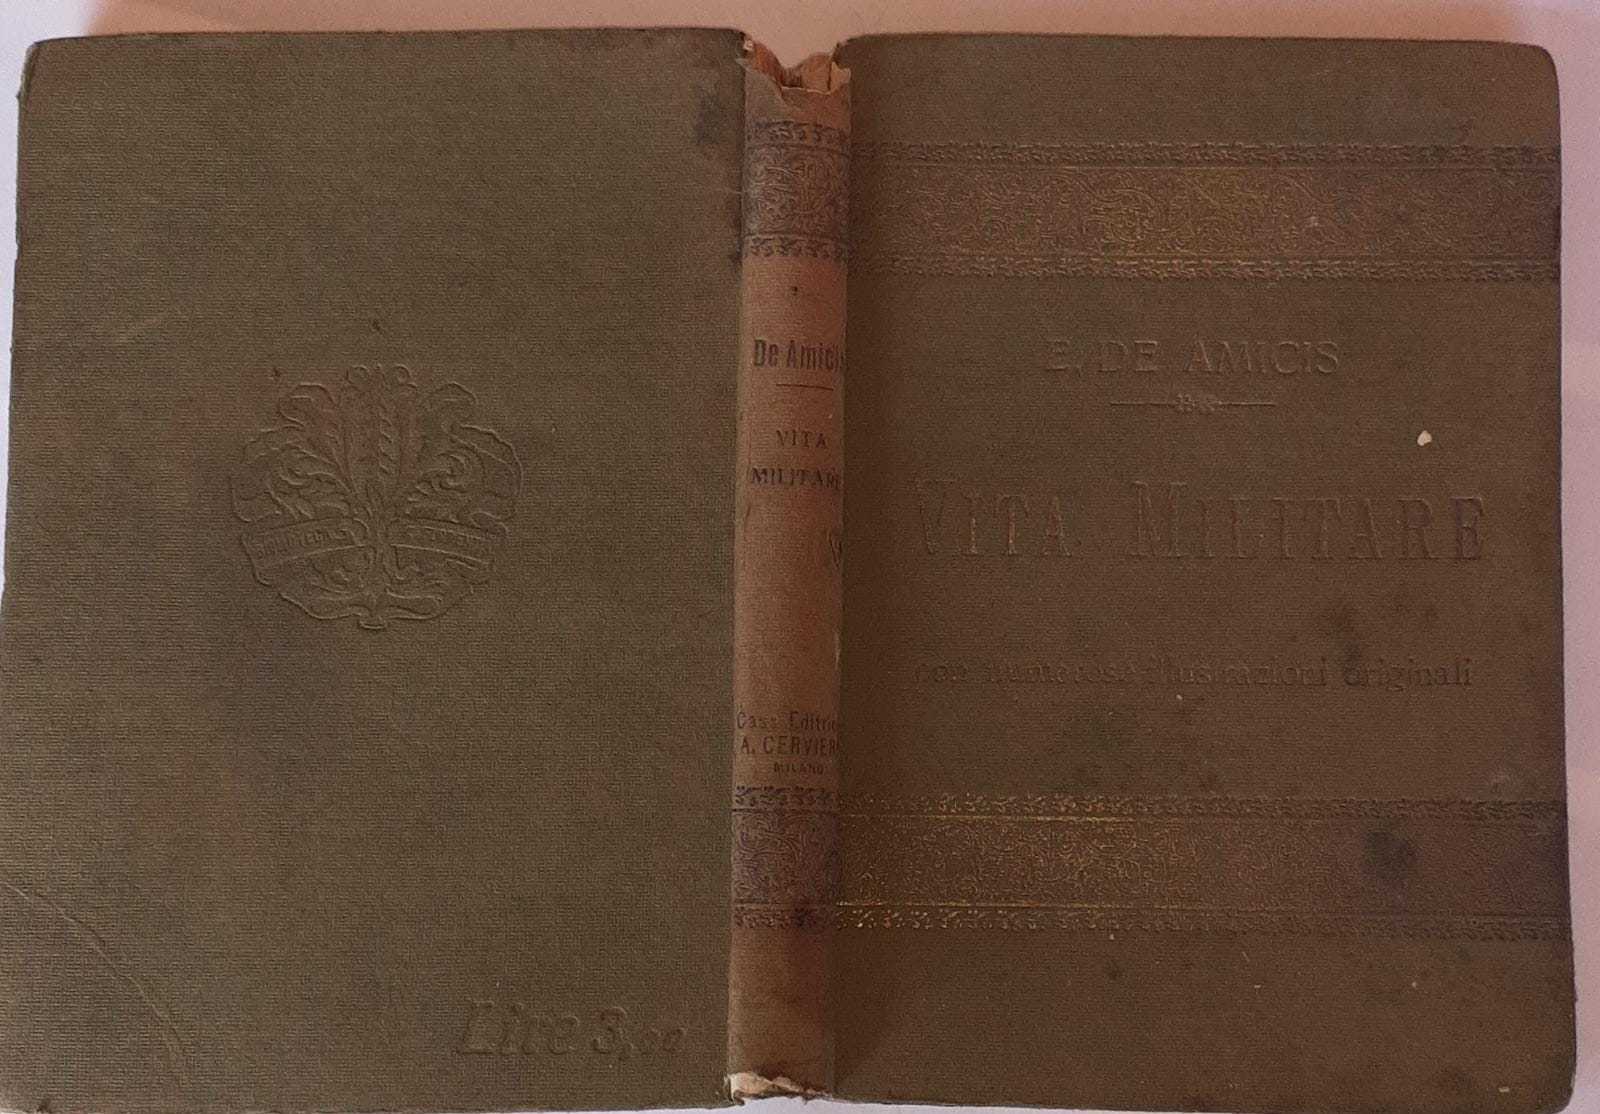 E. DE AMICIS
VITA MILITARE
con numerose illustrazioni originali
De Amicis
VITA
MILITARE
Casa Editrice
A. CERVIERI
MILANO
BIBLIOTECA
Lire 3,00